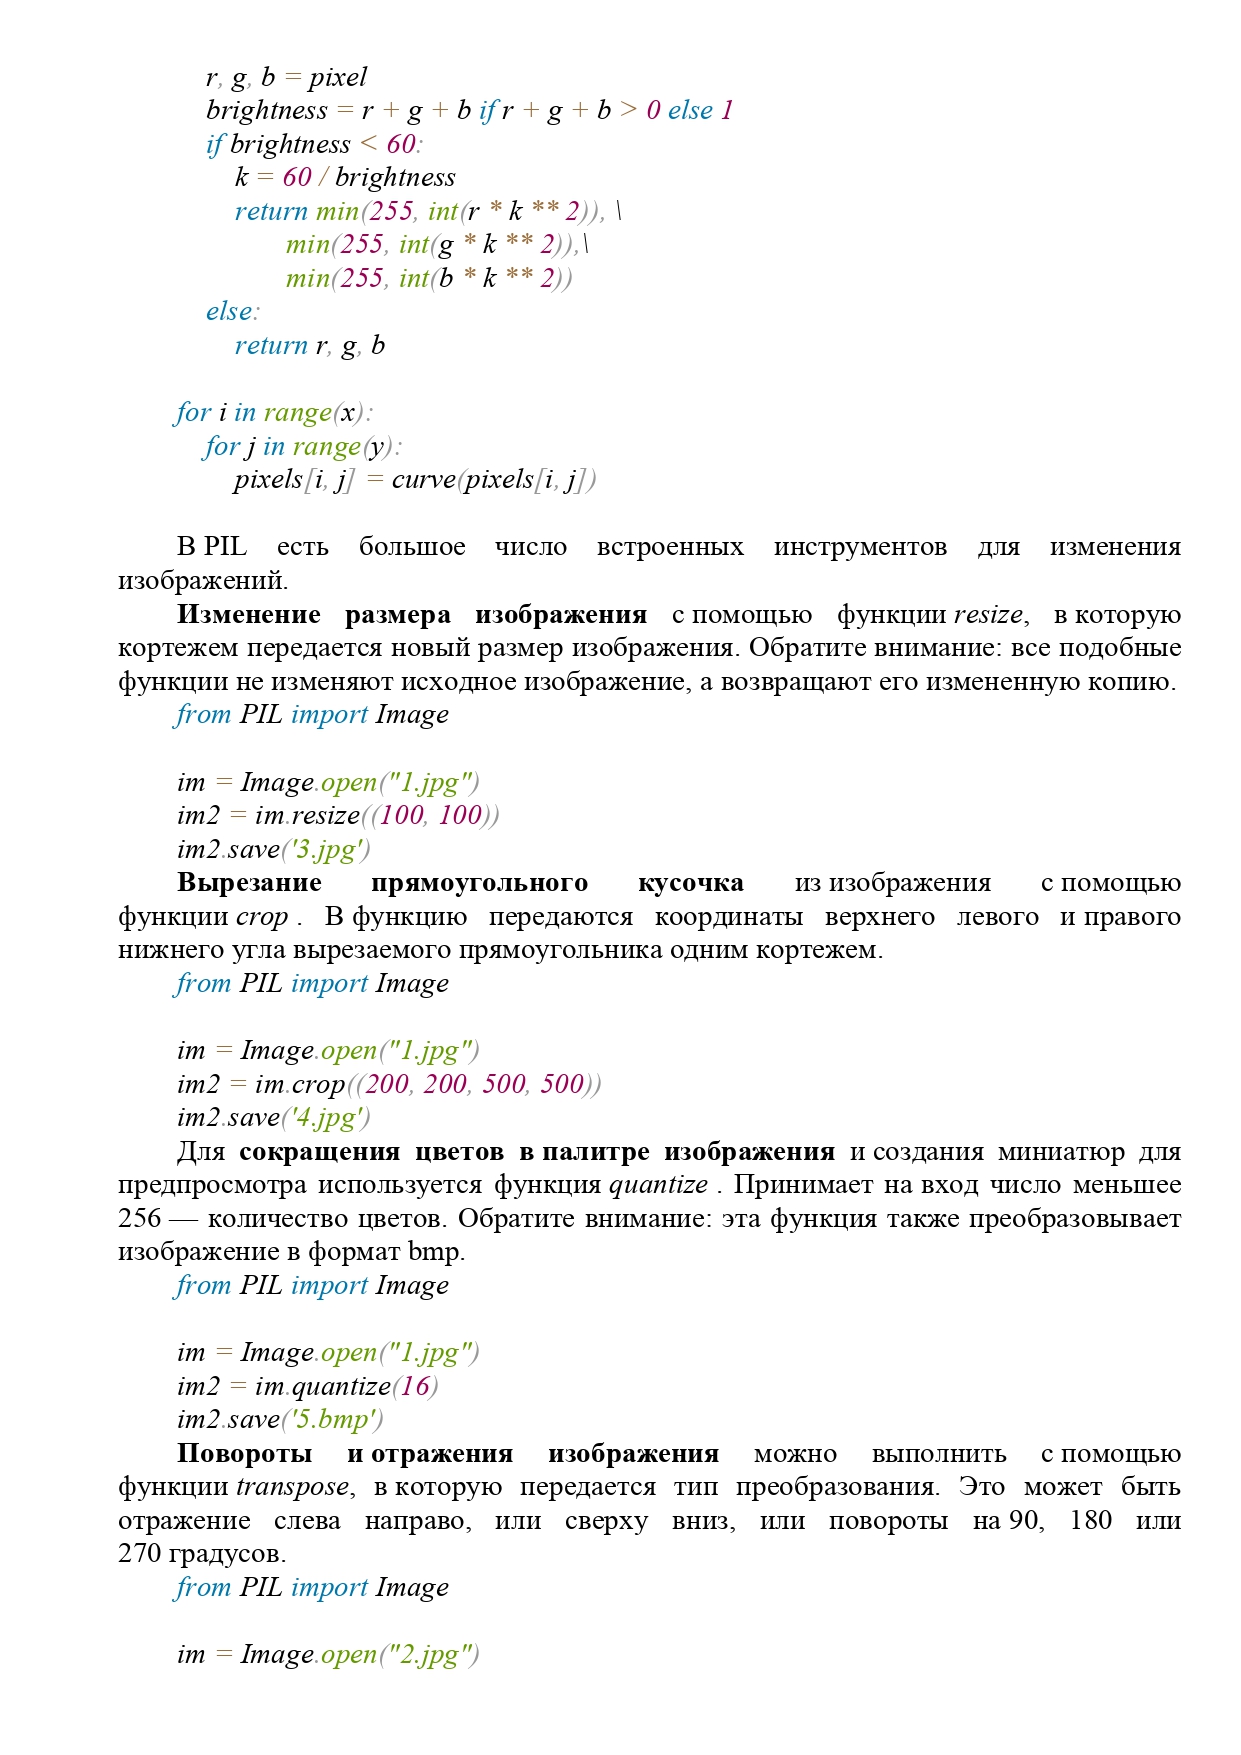 r, g, b = pixel
brightness = r + g + b if r + g + b > 0 else 1
if brightness < 60:
k = 60 / brightness
return min(255, int(r * k ** 2)), \
min(255, int(g * k ** 2)),\
min(255, int(b * k ** 2))
else:
return r, g, b
for i in range(x):
for j in range(y):
pixels[i, j] = curve(pixels[i, j])
В PIL есть большое число встроенных инструментов для изменения
изображений.
Изменение размера изображения с помощью функции resize, в которую
кортежем передается новый размер изображения. Обратите внимание: все подобные
функции не изменяют исходное изображение, а возвращают его измененную копию.
from PIL import Image
im = Image.open("1.jpg")
im2 = im.resize((100, 100))
im2.save('3.jpg')
Вырезание прямоугольного кусочка из изображения с помощью
функции crop . В функцию передаются координаты верхнего левого и правого
нижнего угла вырезаемого прямоугольника одним кортежем.
from PIL import Image
im = Image.open("1.jpg")
im2 = im.crop((200, 200, 500, 500))
im2.save('4.jpg')
Для сокращения цветов в палитре изображения и создания миниатюр для
предпросмотра используется функция quantize . Принимает на вход число меньшее
256 — количество цветов. Обратите внимание: эта функция также преобразовывает
изображение в формат bmp.
from PIL import Image
im = Image.open("1.jpg")
im2 = im.quantize(16)
im2.save('5.bmp')
Повороты и отражения изображения можно выполнить с помощью
функции transpose, в которую передается тип преобразования. Это может быть
отражение слева направо, или сверху вниз, или повороты на 90, 180 или
270 градусов.
from PIL import Image
im = Image.open("2.jpg")